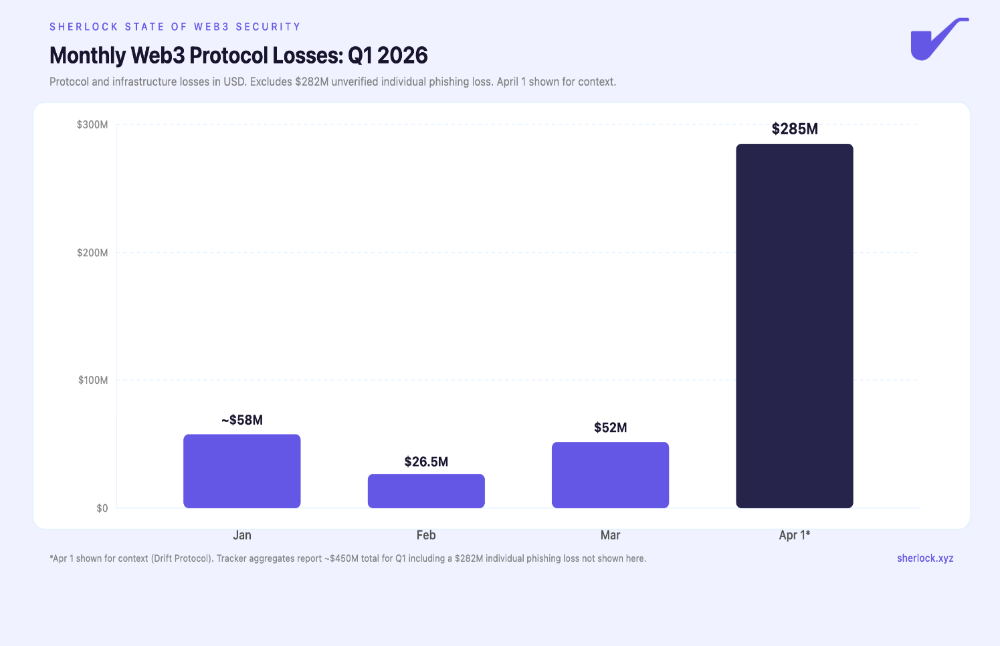 SHERLOCK STATE OF WEB3 SECURITY
Monthly Web3 Protocol Losses: Q1 2026
Protocol and infrastructure losses in USD. Excludes $282M unverified individual phishing loss. April 1 shown for context.
$300M
$285M
$200M
$100M
~$58M
$52M
$26.5M
$0
Jan
Feb
Mar
Apr 1*
*Apr 1 shown for context (Drift Protocol). Tracker aggregates report ~$450M total for Q1 including a $282M individual phishing loss not shown here.
sherlock.xyz